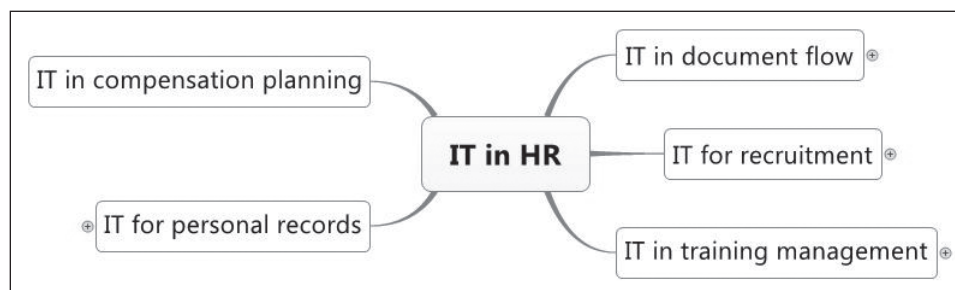 IT in compensation planning
IT for personal records
IT in HR
IT in document flow
IT for recruitment
IT in training management